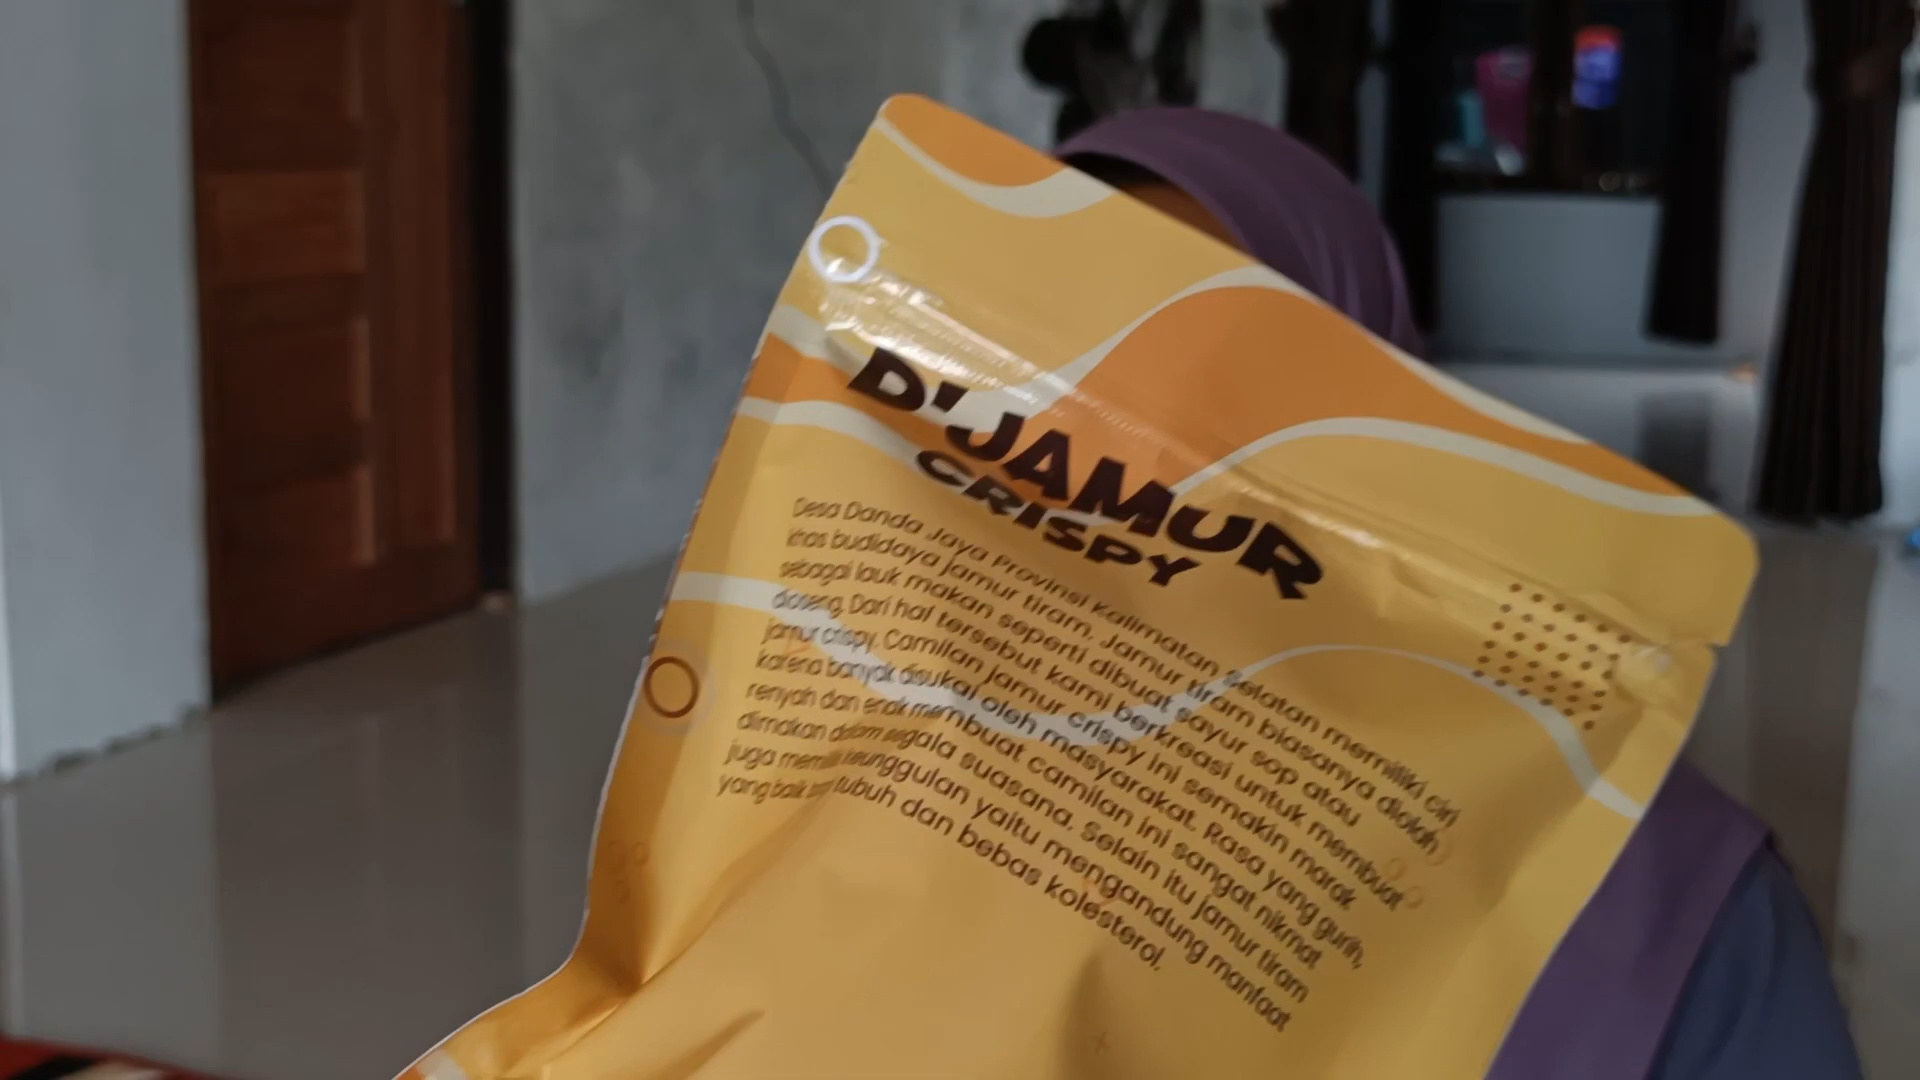 D'JAMUR
CRISPY
Desa Danda Jaya Provinsi Kalimatan Selatan memiliki ciri
khas budidaya jamur tiram. Jamur tiram biasanya diolah
sebagai lauk makan seperti dibuat sayur sop atau
dioseng. Dari hal tersebut kami berkreasi untuk membuat
jamur crispy. Camilan jamur crispy ini semakin marak
karena banyak disukai oleh masyarakat. Rasa yang gurih,
renyah dan enak membuat camilan ini sangat nikmat
dimakan dalam segala suasana. Selain itu jamur tiram
juga memiliki keunggulan yaitu mengandung manfaat
yang baik bagi tubuh dan bebas kolesterol.